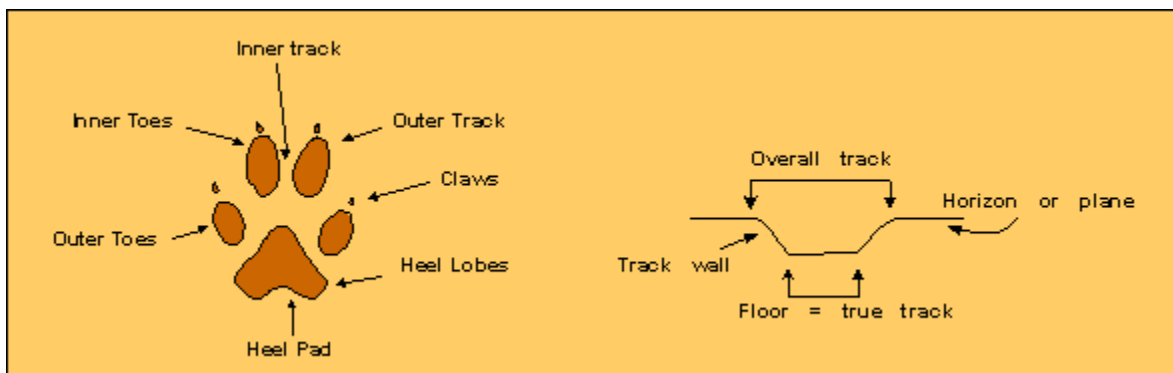 Inner track
Inner Toes
Outer Track
Claws
Outer Toes
Heel Lobes
Heel Pad
Overall track
Horizon or plane
Track wall
Floor = true track